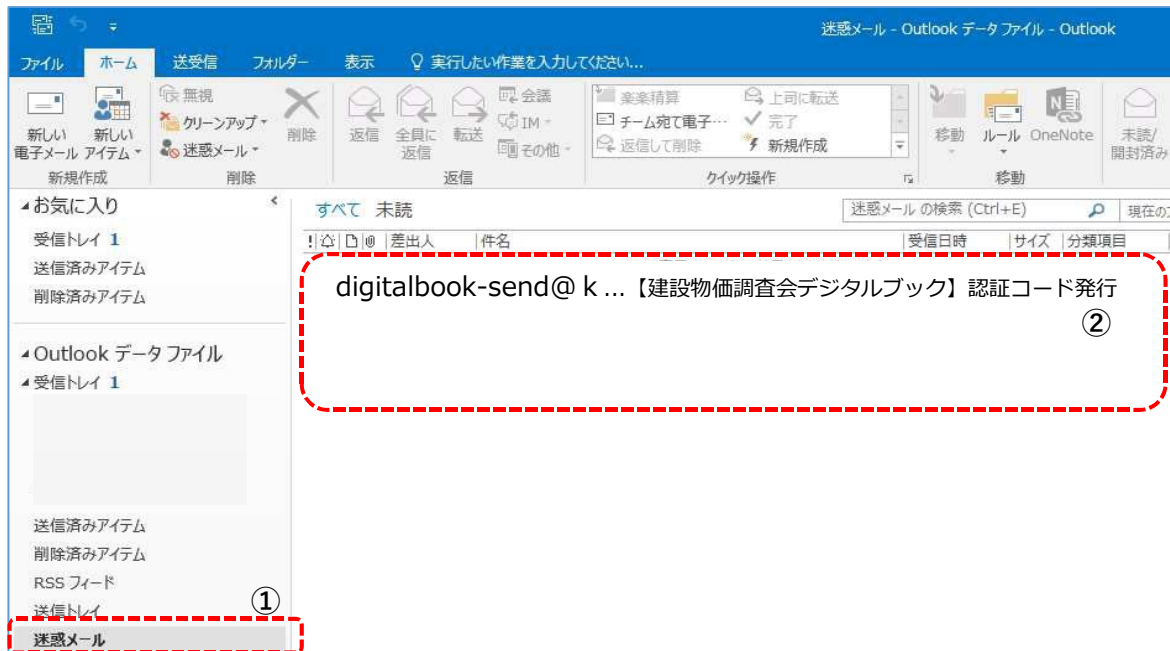 迷惑メール - Outlook データ ファイル - Outlook
ファイル ホーム 送受信 フォルダー 表示 実行したい作業を入力してください...
新しい 電子メール
新しい アイテム
無視
クリーンアップ
迷惑メール
削除
返信
全員に 返信
転送
会議
IM
その他
楽楽精算
チーム宛て電子…
返信して削除
上司に転送
完了
新規作成
移動
ルール
OneNote
未読/ 開封済み
新規作成 削除 返信 クイック操作 移動
お気に入り
受信トレイ 1
送信済みアイテム
削除済みアイテム
Outlook データ ファイル
受信トレイ 1
送信済みアイテム
削除済みアイテム
RSS フィード
送信トレイ
①
迷惑メール
すべて 未読
迷惑メール の検索 (Ctrl+E)
現在の
差出人 件名 受信日時 サイズ 分類項目
digitalbook-send@ k ...【建設物価調査会デジタルブック】認証コード発行
②